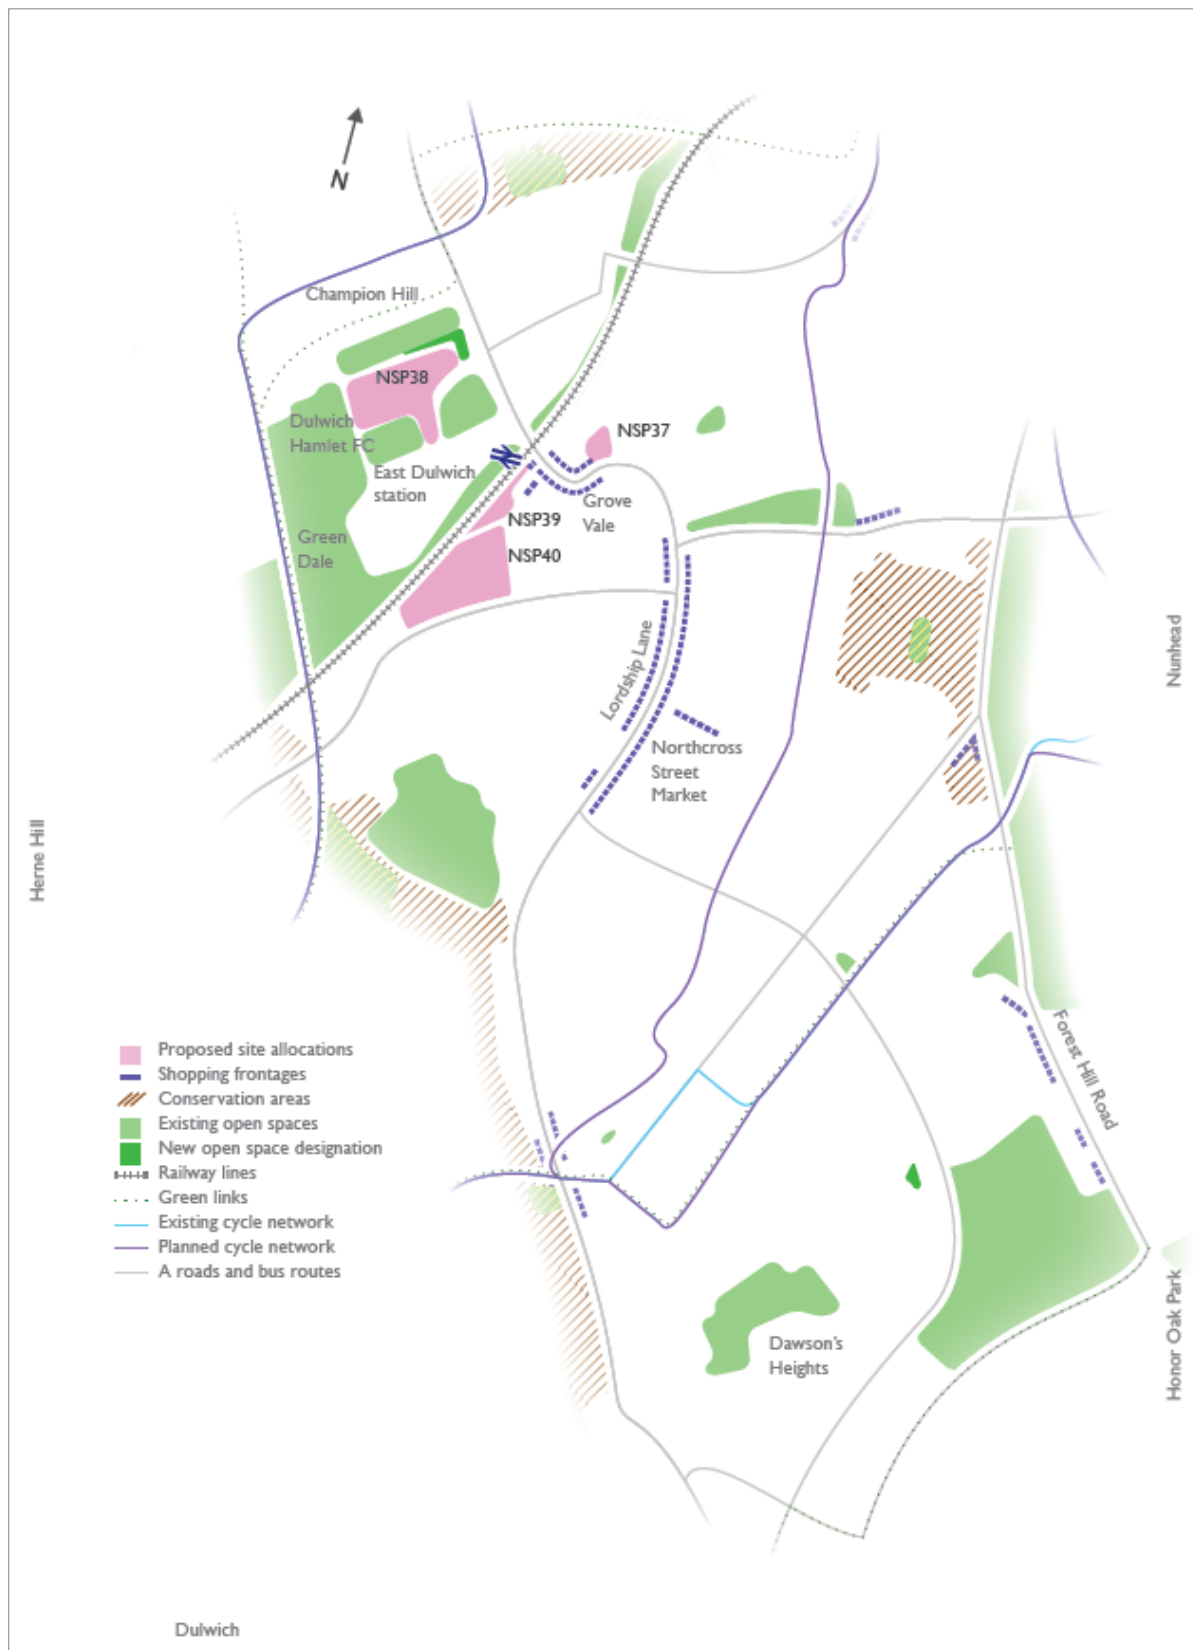 N
Champion Hill
NSP38
Dulwich
Hamlet FC
NSP37
East Dulwich
station
Grove
Vale
NSP39
Green
Dale
NSP40
Nunhead
Lordship Lane
Northcross
Street
Market
Herne Hill
Forest Hill Road
Proposed site allocations
Shopping frontages
Conservation areas
Existing open spaces
New open space designation
Railway lines
Green links
Existing cycle network
Planned cycle network
A roads and bus routes
Honor Oak Park
Dawson's
Heights
Dulwich